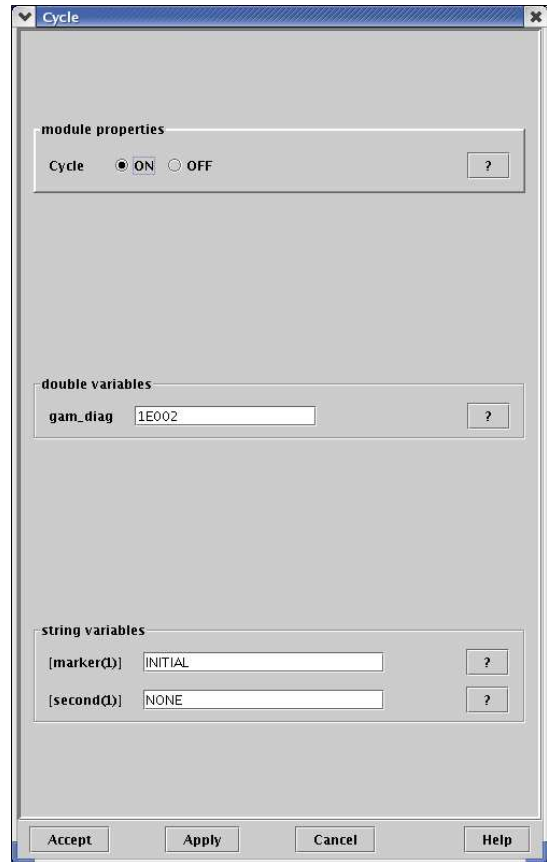 Cycle
module properties
Cycle ON OFF ?
double variables
gam_diag 1E002 ?
string variables
[marker(1)] INITIAL ?
[second(1)] NONE ?
Accept Apply Cancel Help